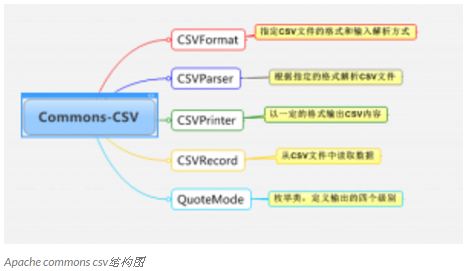 CSVFormat
指定CSV文件的格式和输入解析方式
CSVParser
根据指定的格式解析CSV文件
Commons-CSV
CSVPrinter
以一定的格式输出CSV内容
CSVRecord
从CSV文件中读取数据
QuoteMode
枚举类，定义输出的四个级别
Apache commons csv结构图